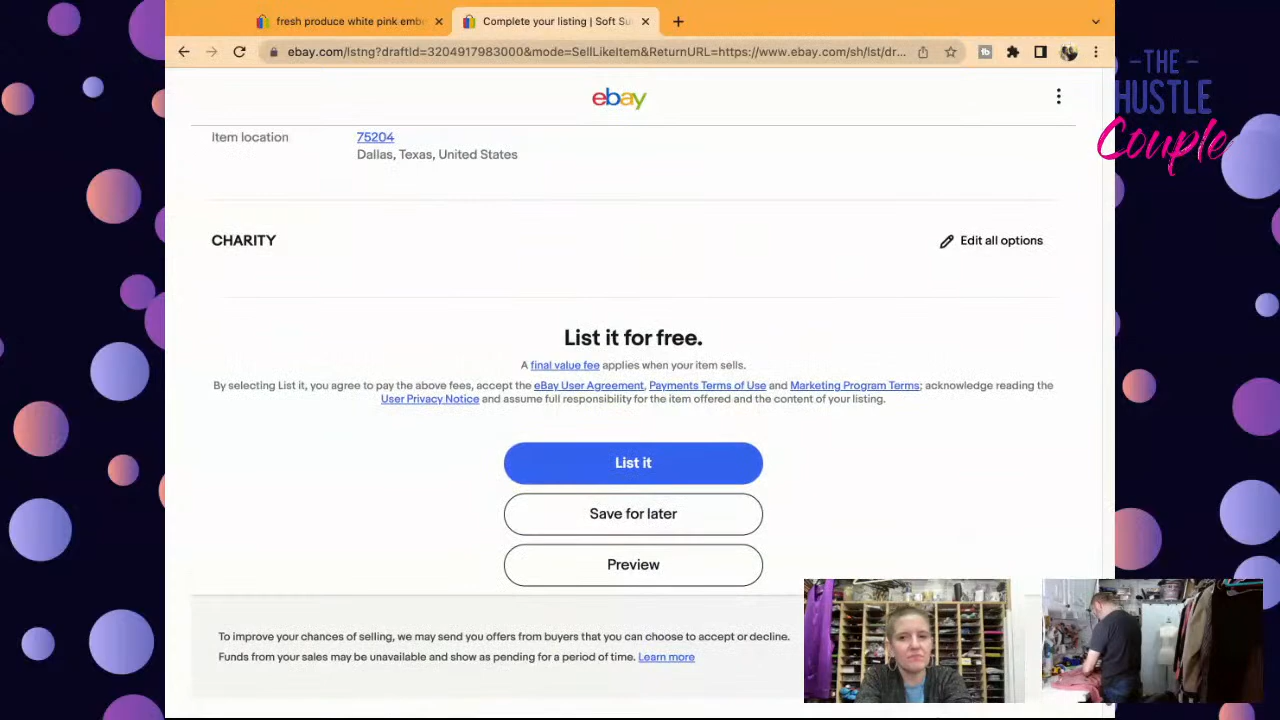 fresh produce white pink embe
Complete your listing | Soft Su
ebay.com/lstng?draftId=3204917983000&mode=SellLikeItem&ReturnURL=https://www.ebay.com/sh/lst/dr...
-THE-
HUSTLE
Couple
ebay
Item location 75204
Dallas, Texas, United States
CHARITY
Edit all options
List it for free.
A final value fee applies when your item sells.
By selecting List it, you agree to pay the above fees, accept the eBay User Agreement, Payments Terms of Use and Marketing Program Terms; acknowledge reading the
User Privacy Notice and assume full responsibility for the item offered and the content of your listing.
List it
Save for later
Preview
To improve your chances of selling, we may send you offers from buyers that you can choose to accept or decline.
Funds from your sales may be unavailable and show as pending for a period of time. Learn more